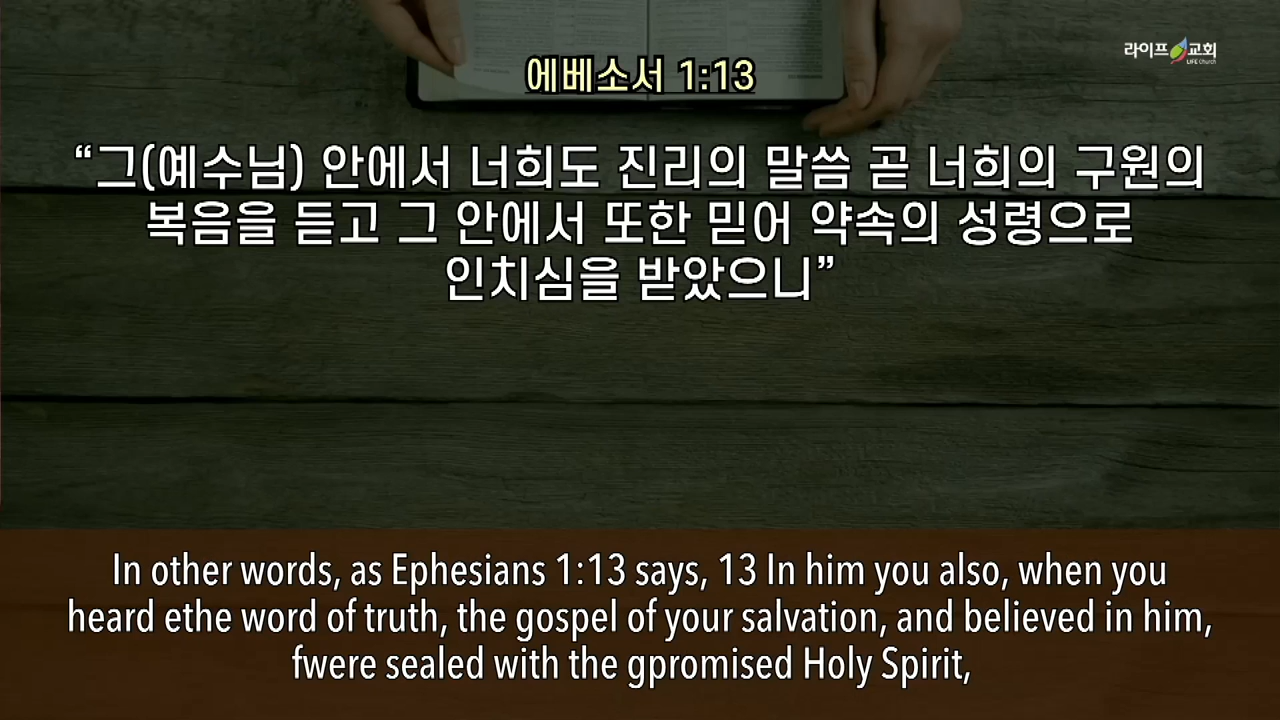 라이프 교회
LIFE Church
에베소서 1:13
“그(예수님) 안에서 너희도 진리의 말씀 곧 너희의 구원의
복음을 듣고 그 안에서 또한 믿어 약속의 성령으로
인치심을 받았으니”
In other words, as Ephesians 1:13 says, 13 In him you also, when you
heard ethe word of truth, the gospel of your salvation, and believed in him,
fwere sealed with the gpromised Holy Spirit,